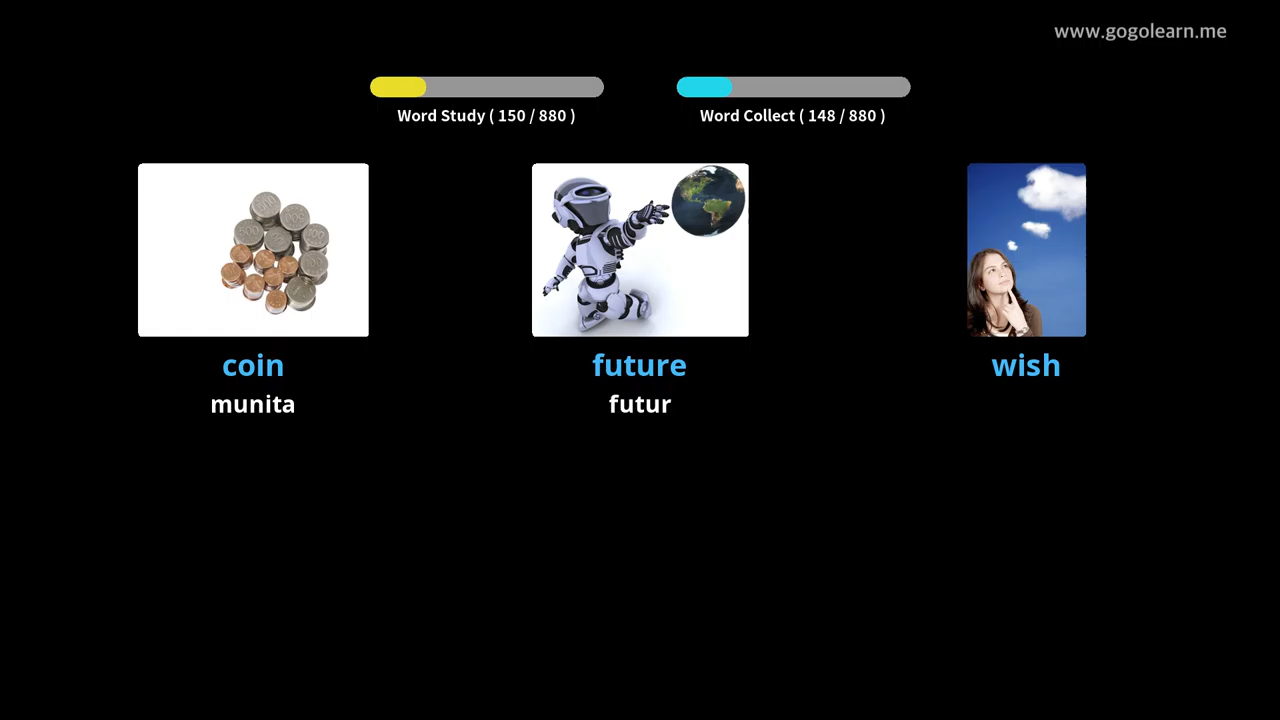 www.gogolearn.me
Word Study ( 150 / 880 )
Word Collect ( 148 / 880 )
coin
future
wish
munita
futur